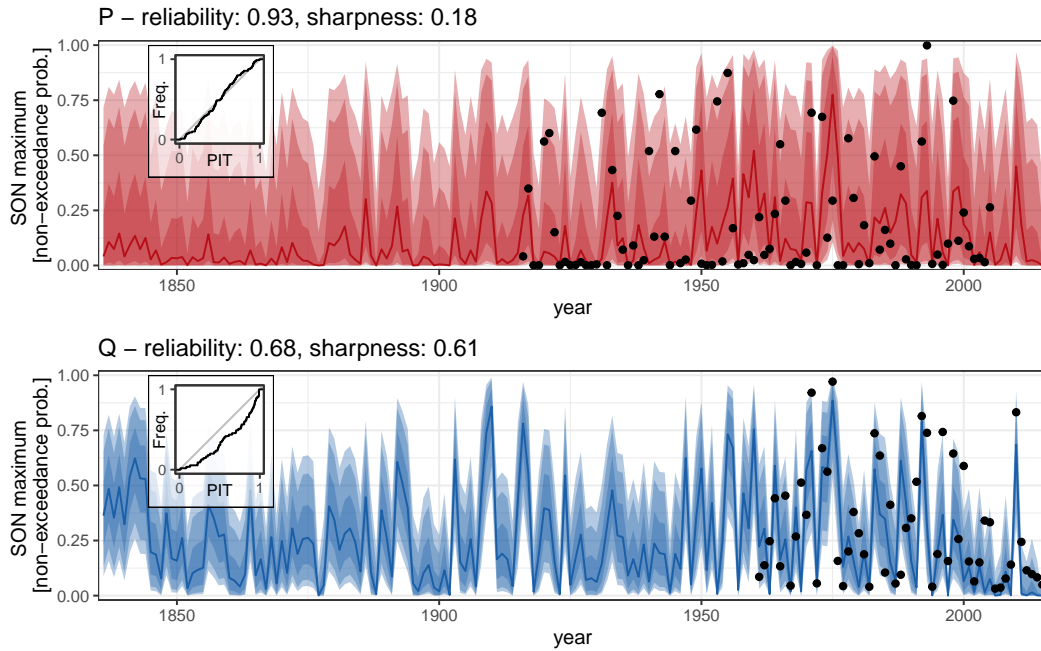 P − reliability: 0.93, sharpness: 0.18
SON maximum
[non−exceedance prob.]
1.00
0.75
0.50
0.25
0.00
Freq.
1
0
0
1
PIT
1850
1900
1950
2000
year
Q − reliability: 0.68, sharpness: 0.61
SON maximum
[non−exceedance prob.]
1.00
0.75
0.50
0.25
0.00
Freq.
1
0
0
1
PIT
1850
1900
1950
2000
year